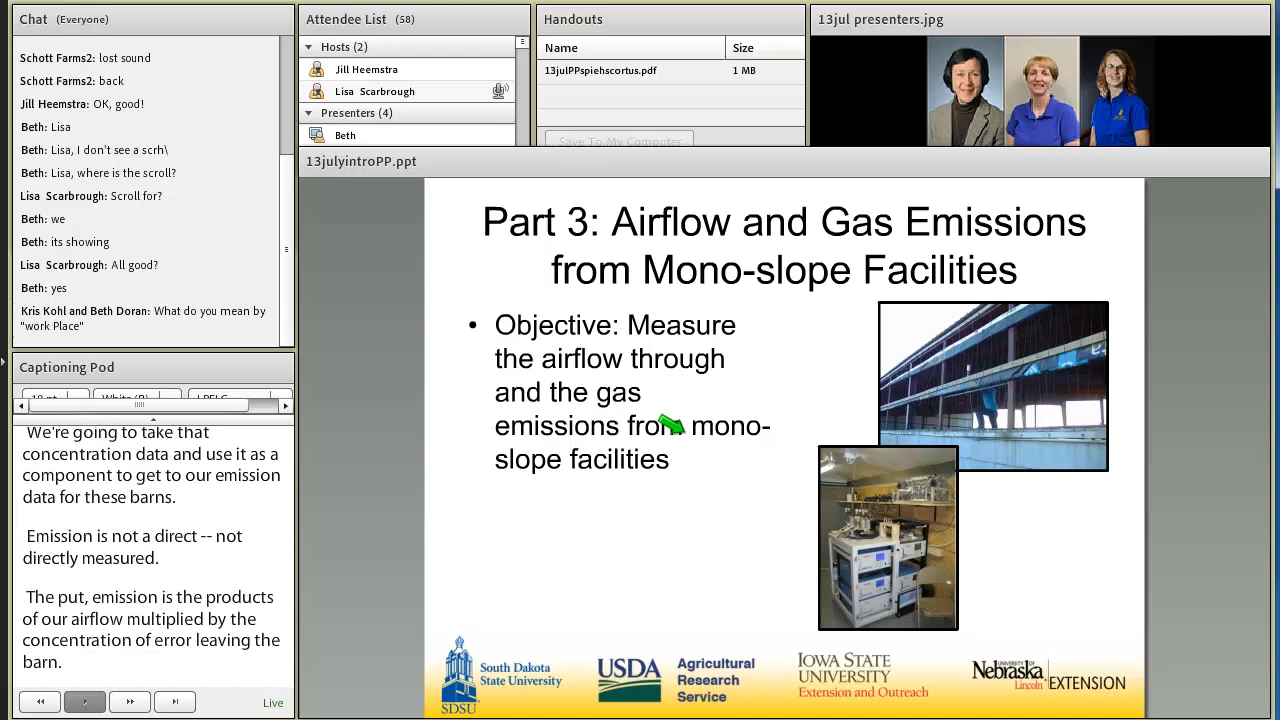 Chat (Everyone)
Schott Farms2: lost sound
Schott Farms2: back
Jill Heemstra: OK, good!
Beth: Lisa
Beth: Lisa, I don't see a scrh\
Beth: Lisa, where is the scroll?
Lisa Scarbrough: Scroll for?
Beth: we
Beth: its showing
Lisa Scarbrough: All good?
Beth: yes
Kris Kohl and Beth Doran: What do you mean by
"work Place"
Captioning Pod
We're going to take that
concentration data and use it as a
component to get to our emission
data for these barns.
Emission is not a direct -- not
directly measured.
The put, emission is the products
of our airflow multiplied by the
concentration of error leaving the
barn.
Live
Attendee List (58)
Hosts (2)
Jill Heemstra
Lisa Scarbrough
Presenters (4)
Beth
Handouts
Name Size
13julPPspiehscortus.pdf 1 MB
Save To My Computer
13jul presenters.jpg
13julyintroPP.ppt
Part 3: Airflow and Gas Emissions
from Mono-slope Facilities
• Objective: Measure
the airflow through
and the gas
emissions from mono-
slope facilities
South Dakota
State University
SDSU
USDA
Agricultural
Research
Service
IOWA STATE
UNIVERSITY
Extension and Outreach
UNIVERSITY OF
Nebraska
Lincoln
EXTENSION